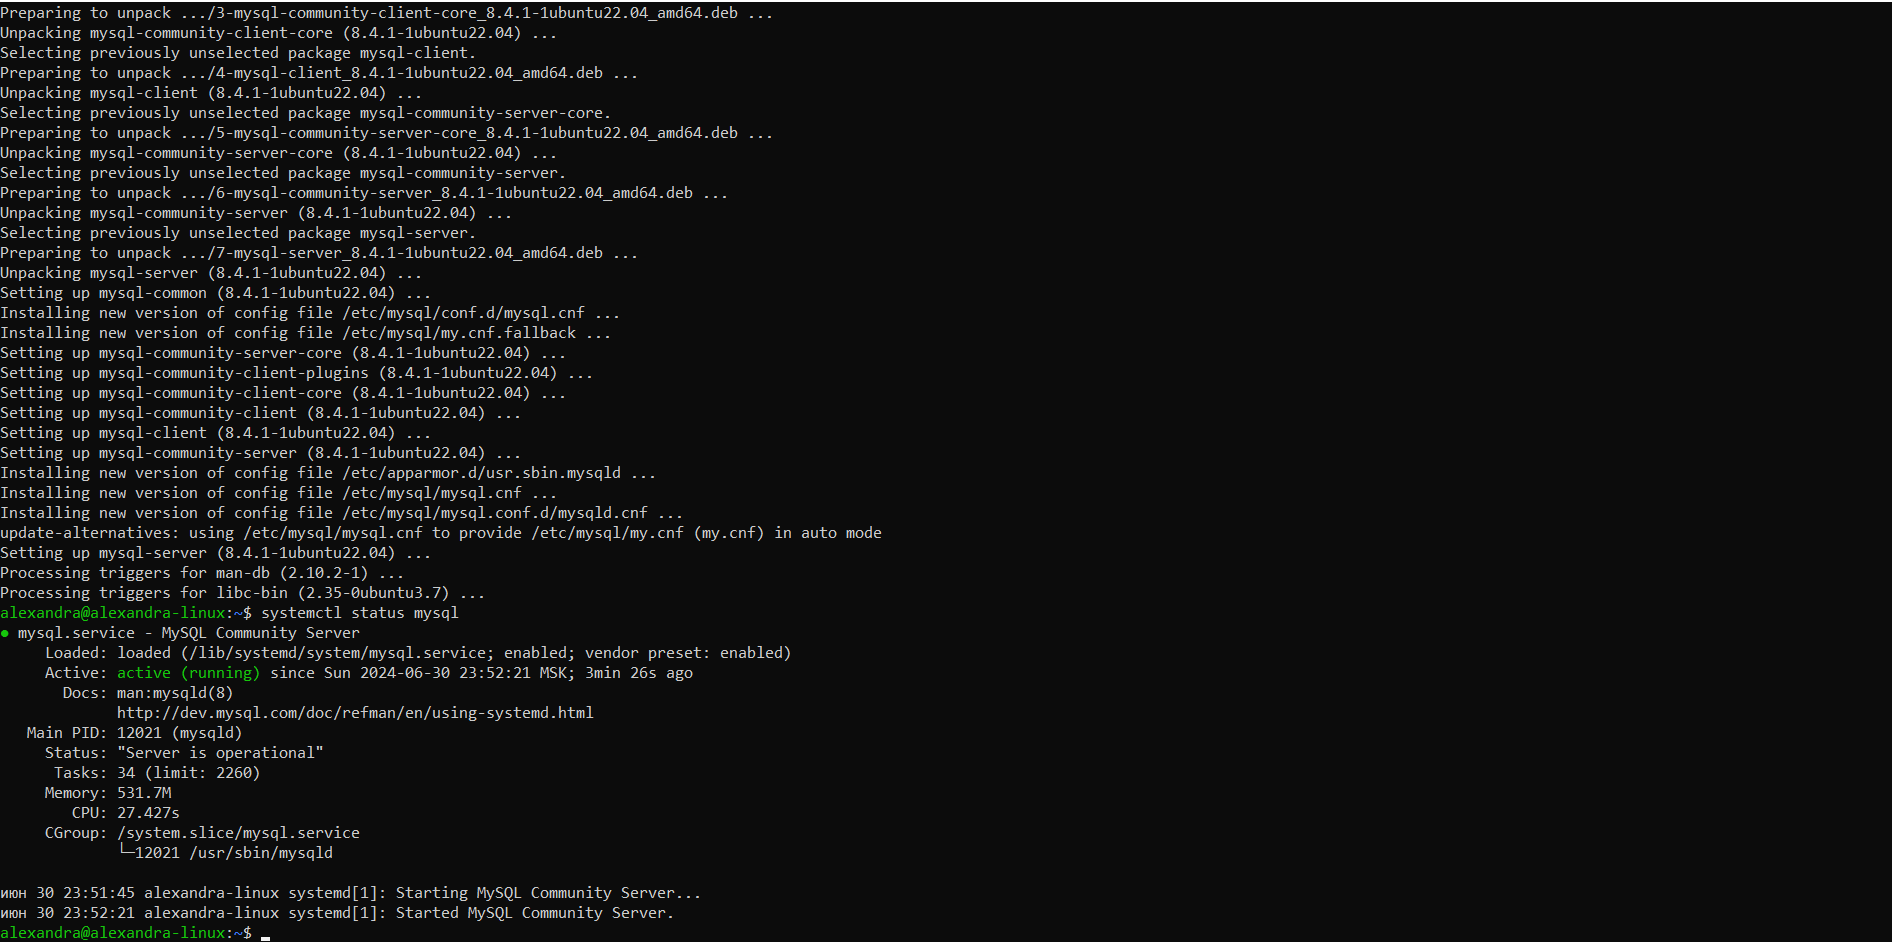 Preparing to unpack .../3-mysql-community-client-core_8.4.1-1ubuntu22.04_amd64.deb ...
Unpacking mysql-community-client-core (8.4.1-1ubuntu22.04) ...
Selecting previously unselected package mysql-client.
Preparing to unpack .../4-mysql-client_8.4.1-1ubuntu22.04_amd64.deb ...
Unpacking mysql-client (8.4.1-1ubuntu22.04) ...
Selecting previously unselected package mysql-community-server-core.
Preparing to unpack .../5-mysql-community-server-core_8.4.1-1ubuntu22.04_amd64.deb ...
Unpacking mysql-community-server-core (8.4.1-1ubuntu22.04) ...
Selecting previously unselected package mysql-community-server.
Preparing to unpack .../6-mysql-community-server_8.4.1-1ubuntu22.04_amd64.deb ...
Unpacking mysql-community-server (8.4.1-1ubuntu22.04) ...
Selecting previously unselected package mysql-server.
Preparing to unpack .../7-mysql-server_8.4.1-1ubuntu22.04_amd64.deb ...
Unpacking mysql-server (8.4.1-1ubuntu22.04) ...
Setting up mysql-common (8.4.1-1ubuntu22.04) ...
Installing new version of config file /etc/mysql/conf.d/mysql.cnf ...
Installing new version of config file /etc/mysql/my.cnf.fallback ...
Setting up mysql-community-server-core (8.4.1-1ubuntu22.04) ...
Setting up mysql-community-client-plugins (8.4.1-1ubuntu22.04) ...
Setting up mysql-community-client-core (8.4.1-1ubuntu22.04) ...
Setting up mysql-community-client (8.4.1-1ubuntu22.04) ...
Setting up mysql-client (8.4.1-1ubuntu22.04) ...
Setting up mysql-community-server (8.4.1-1ubuntu22.04) ...
Installing new version of config file /etc/apparmor.d/usr.sbin.mysqld ...
Installing new version of config file /etc/mysql/mysql.cnf ...
Installing new version of config file /etc/mysql/mysql.conf.d/mysqld.cnf ...
update-alternatives: using /etc/mysql/mysql.cnf to provide /etc/mysql/my.cnf (my.cnf) in auto mode
Setting up mysql-server (8.4.1-1ubuntu22.04) ...
Processing triggers for man-db (2.10.2-1) ...
Processing triggers for libc-bin (2.35-0ubuntu3.7) ...
alexandra@alexandra-linux:~$ systemctl status mysql
● mysql.service - MySQL Community Server
Loaded: loaded (/lib/systemd/system/mysql.service; enabled; vendor preset: enabled)
Active: active (running) since Sun 2024-06-30 23:52:21 MSK; 3min 26s ago
Docs: man:mysqld(8)
http://dev.mysql.com/doc/refman/en/using-systemd.html
Main PID: 12021 (mysqld)
Status: "Server is operational"
Tasks: 34 (limit: 2260)
Memory: 531.7M
CPU: 27.427s
CGroup: /system.slice/mysql.service
└─12021 /usr/sbin/mysqld
июн 30 23:51:45 alexandra-linux systemd[1]: Starting MySQL Community Server...
июн 30 23:52:21 alexandra-linux systemd[1]: Started MySQL Community Server.
alexandra@alexandra-linux:~$